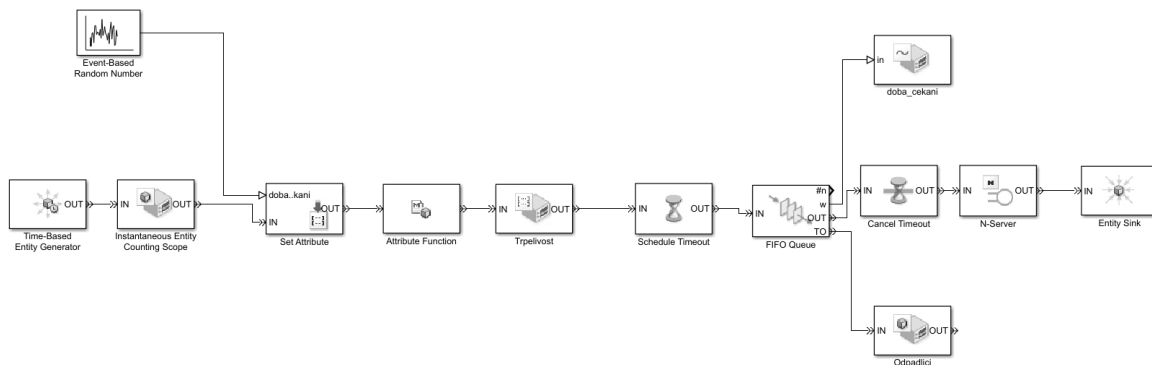 Event-Based
Random Number
in
doba_cekani
OUT
Time-Based
Entity Generator
IN
OUT
Instantaneous Entity
Counting Scope
doba..kani
IN
OUT
Set Attribute
IN
OUT
Attribute Function
IN
OUT
Trpelivost
IN
OUT
Schedule Timeout
IN
#n
w
OUT
TO
FIFO Queue
IN
OUT
Cancel Timeout
IN
N
OUT
N-Server
IN
Entity Sink
IN
OUT
Odpadlici